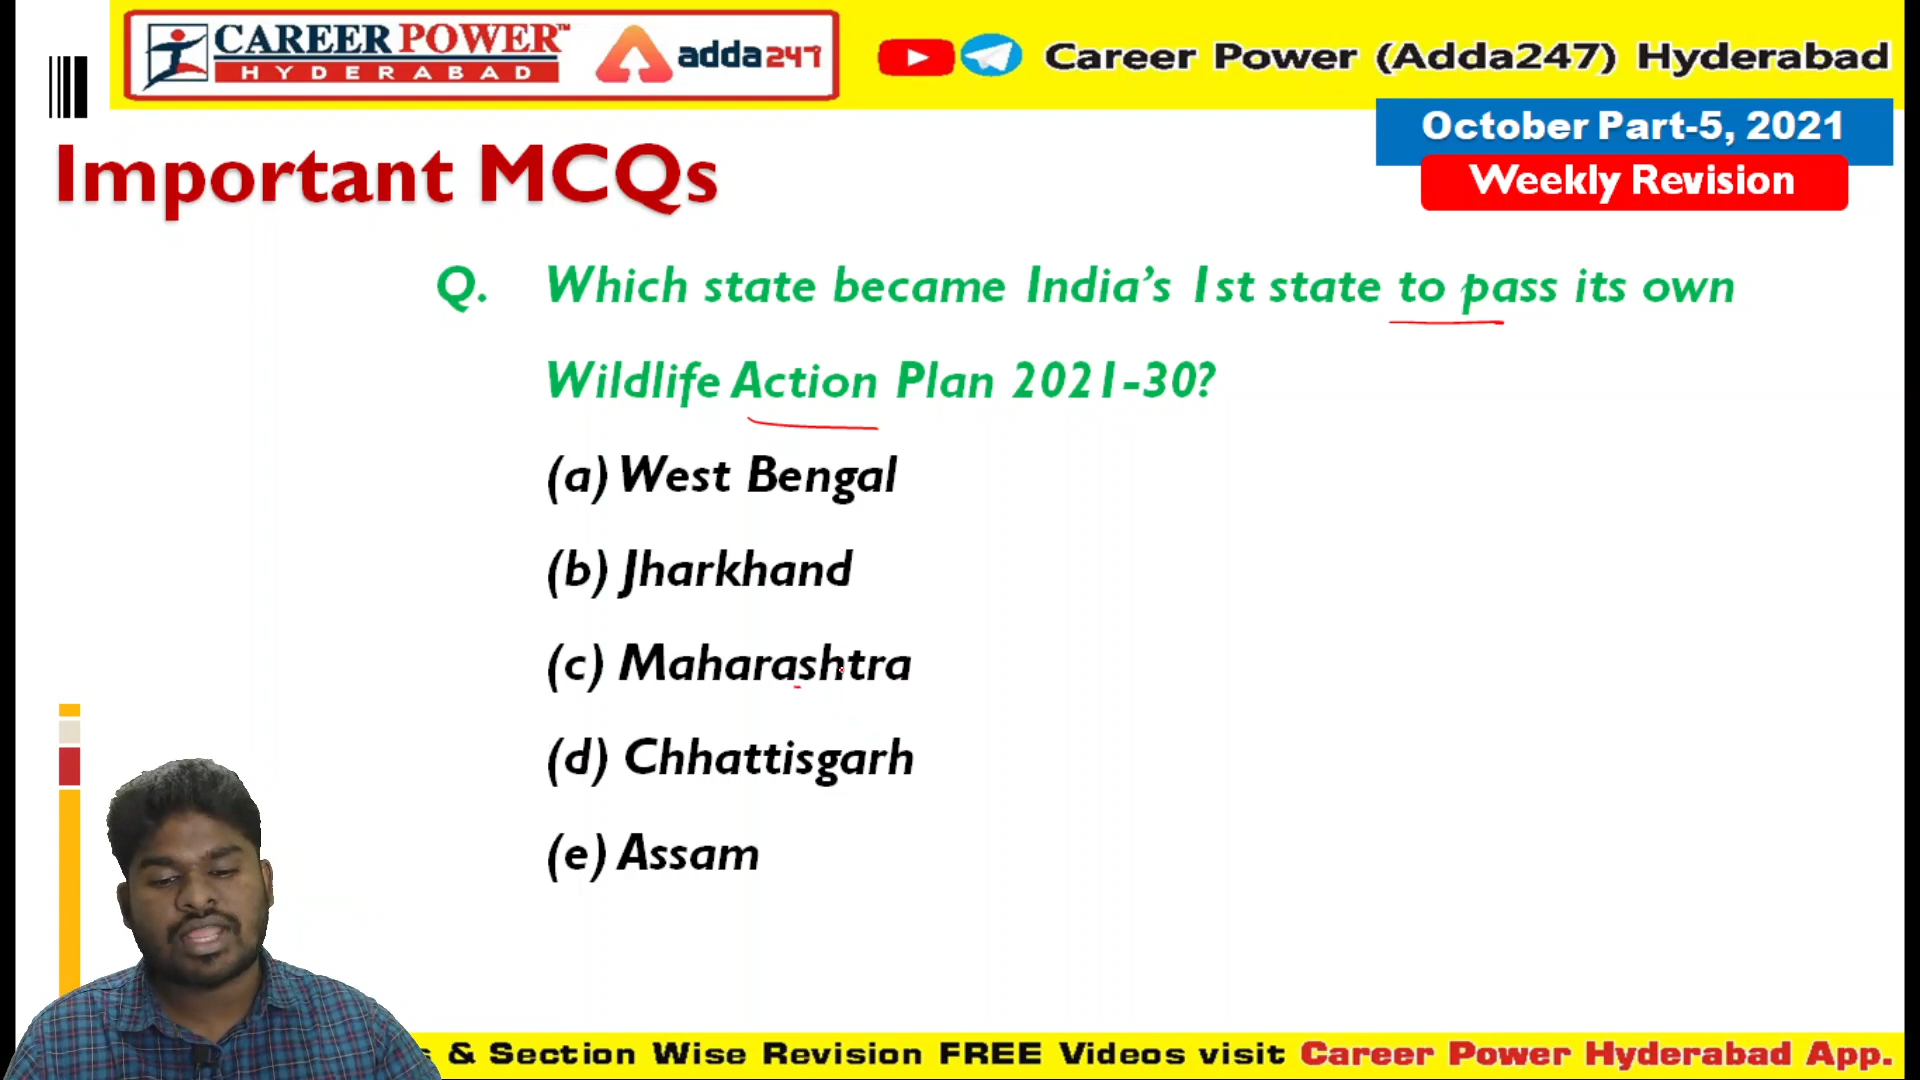 CAREER POWER™
HYDERABAD
adda247
Career Power (Adda247) Hyderabad
October Part-5, 2021
Weekly Revision
Important MCQs
Q. Which state became India’s 1st state to pass its own
Wildlife Action Plan 2021-30?
(a) West Bengal
(b) Jharkhand
(c) Maharashtra
(d) Chhattisgarh
(e) Assam
& Section Wise Revision FREE Videos visit Career Power Hyderabad App.